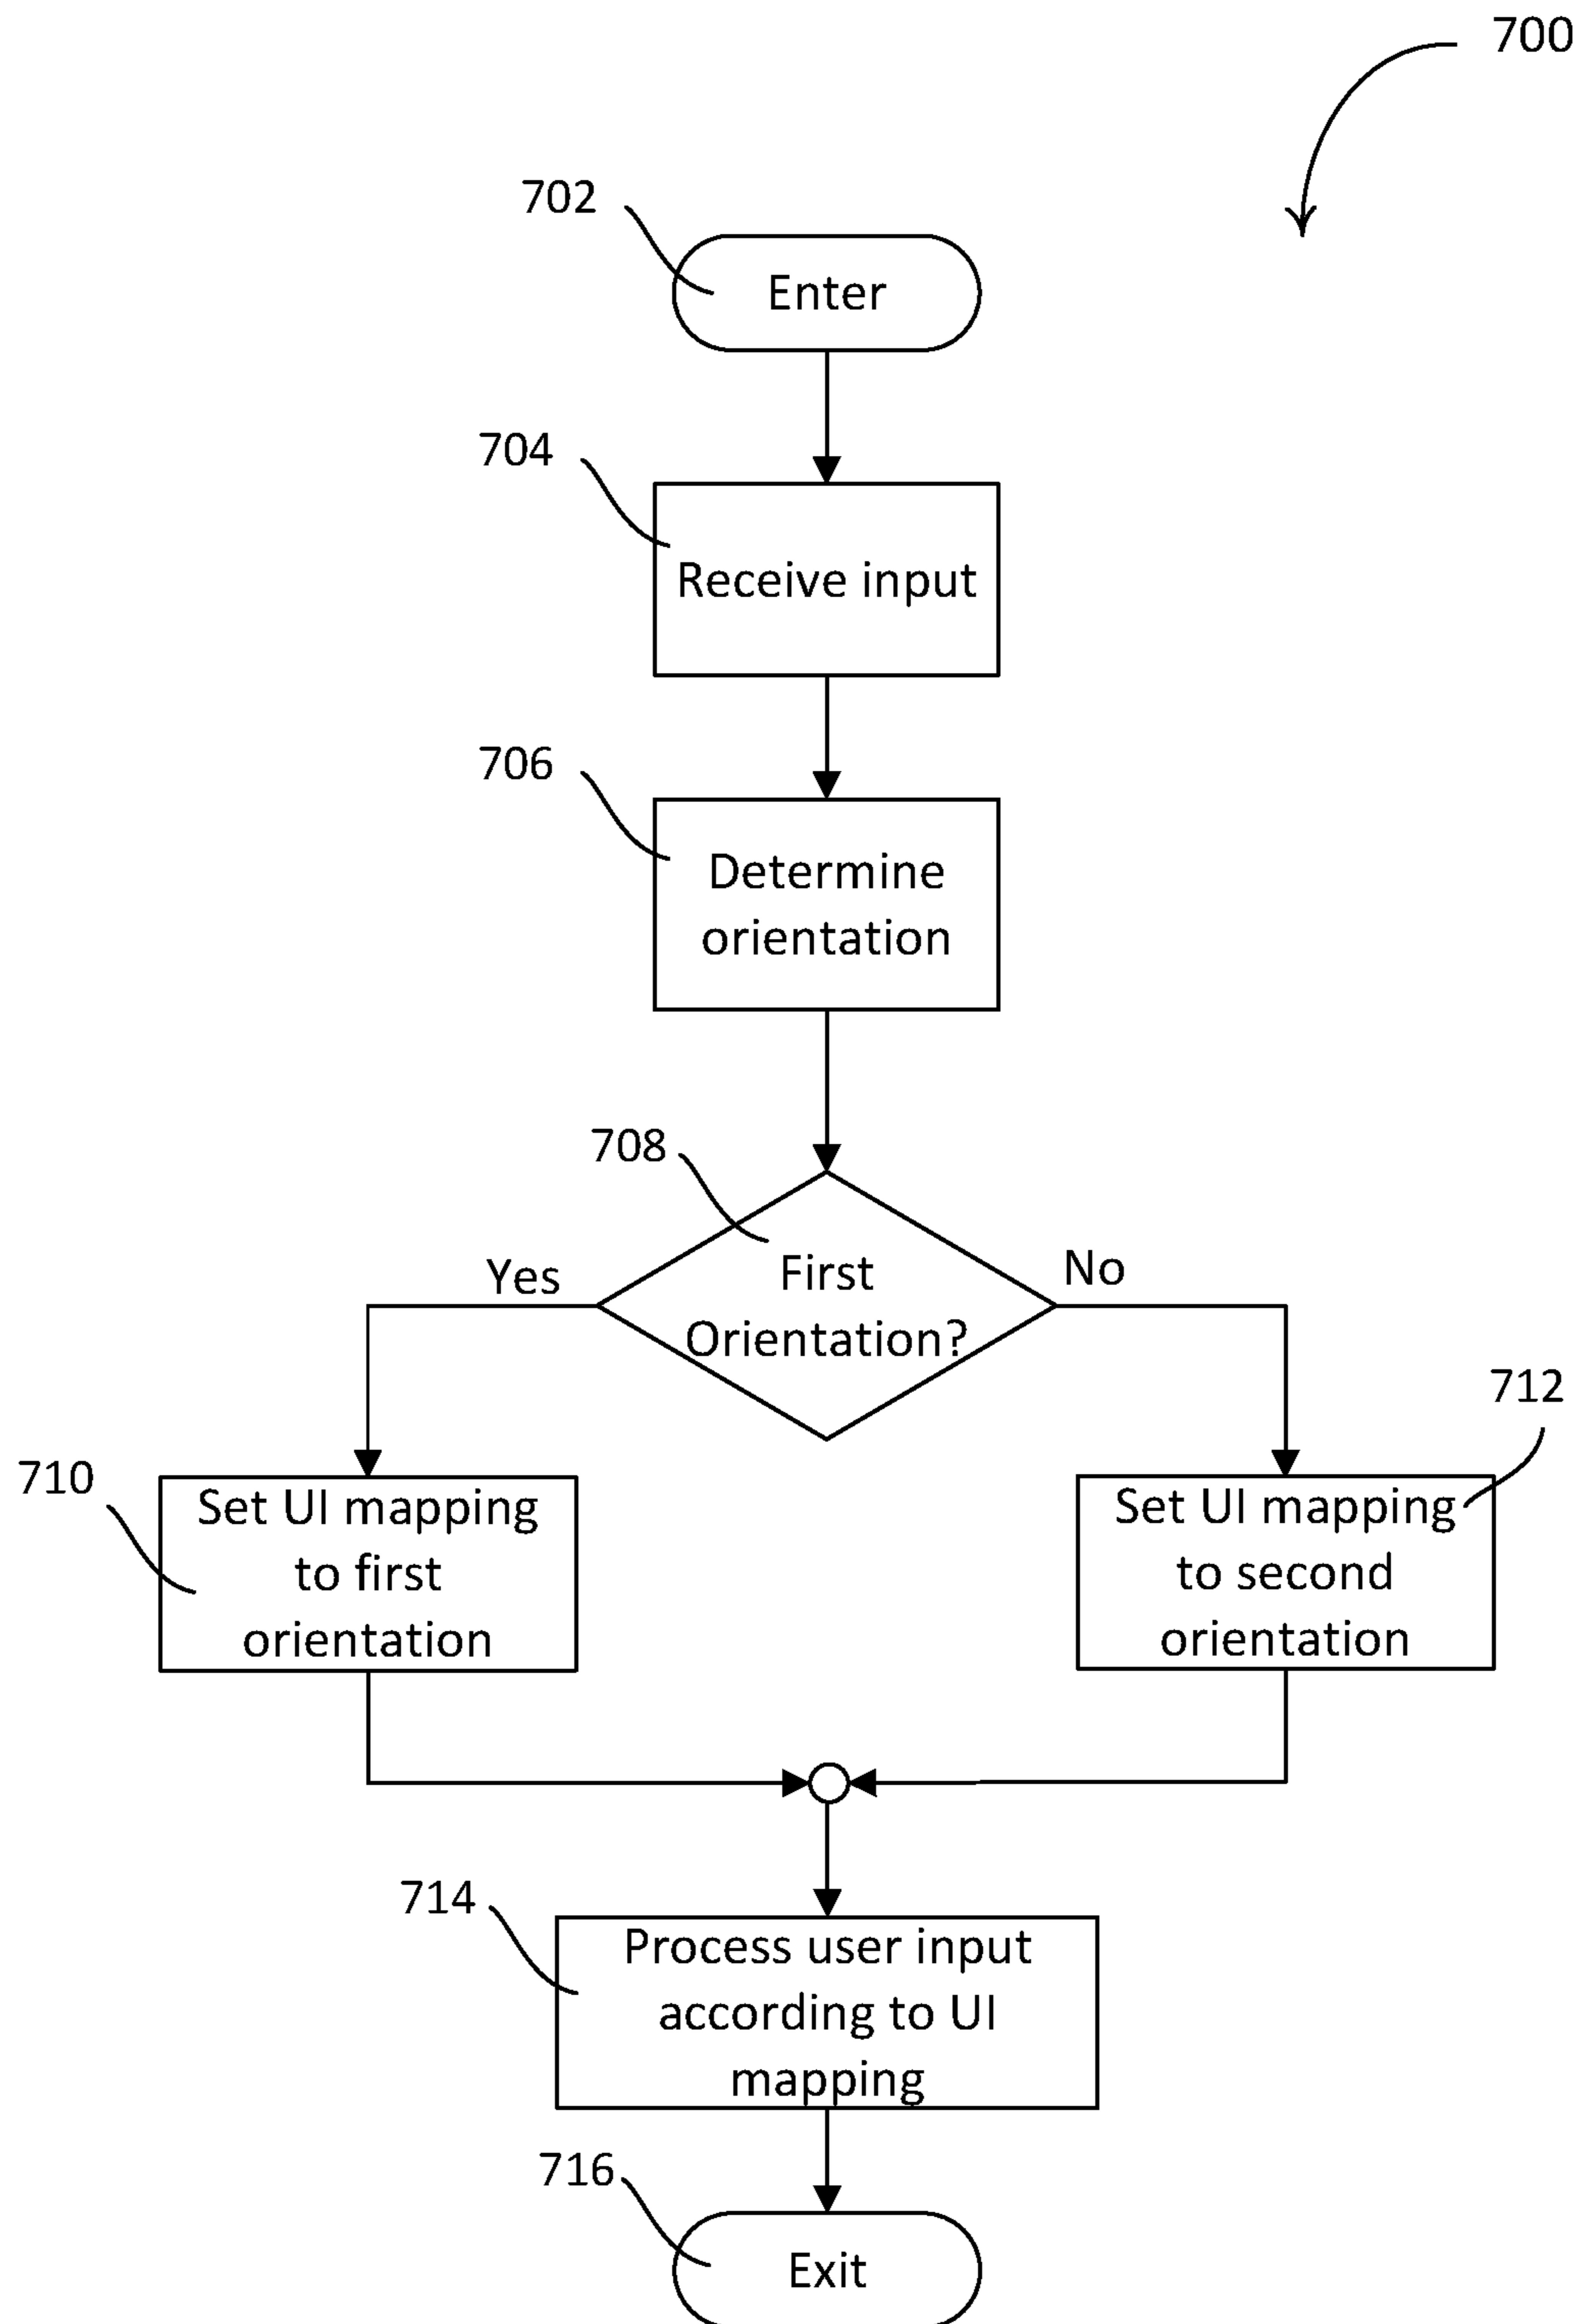 700
702
Enter
704
Receive input
706
Determine
orientation
708
First
Orientation?
Yes
No
710
Set UI mapping
to first
orientation
712
Set UI mapping
to second
orientation
714
Process user input
according to UI
mapping
716
Exit